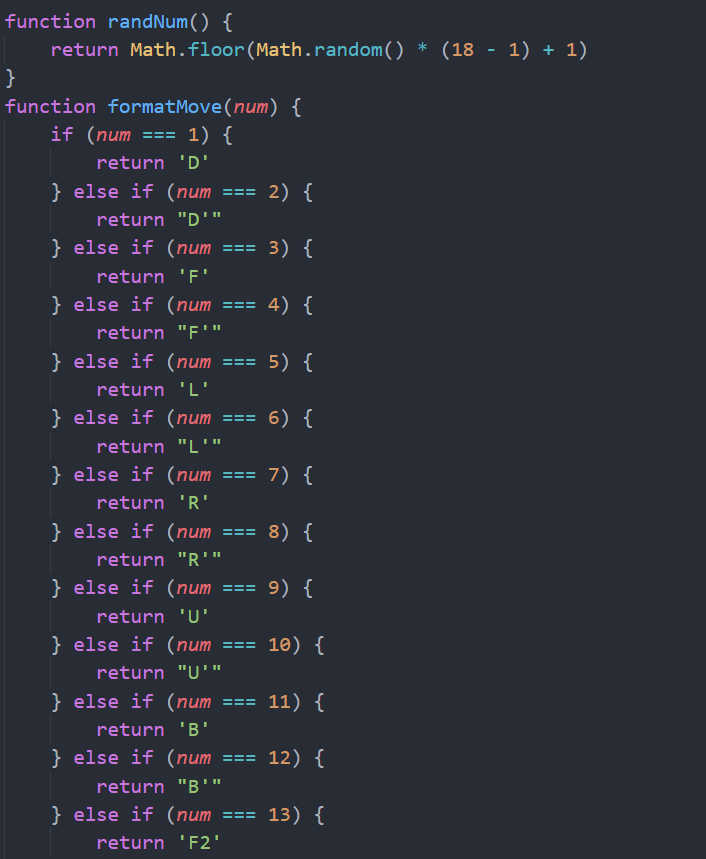 function randNum() {
    return Math.floor(Math.random() * (18 - 1) + 1)
}
function formatMove(num) {
    if (num === 1) {
        return 'D'
    } else if (num === 2) {
        return "D'"
    } else if (num === 3) {
        return 'F'
    } else if (num === 4) {
        return "F'"
    } else if (num === 5) {
        return 'L'
    } else if (num === 6) {
        return "L'"
    } else if (num === 7) {
        return 'R'
    } else if (num === 8) {
        return "R'"
    } else if (num === 9) {
        return 'U'
    } else if (num === 10) {
        return "U'"
    } else if (num === 11) {
        return 'B'
    } else if (num === 12) {
        return "B'"
    } else if (num === 13) {
        return 'F2'